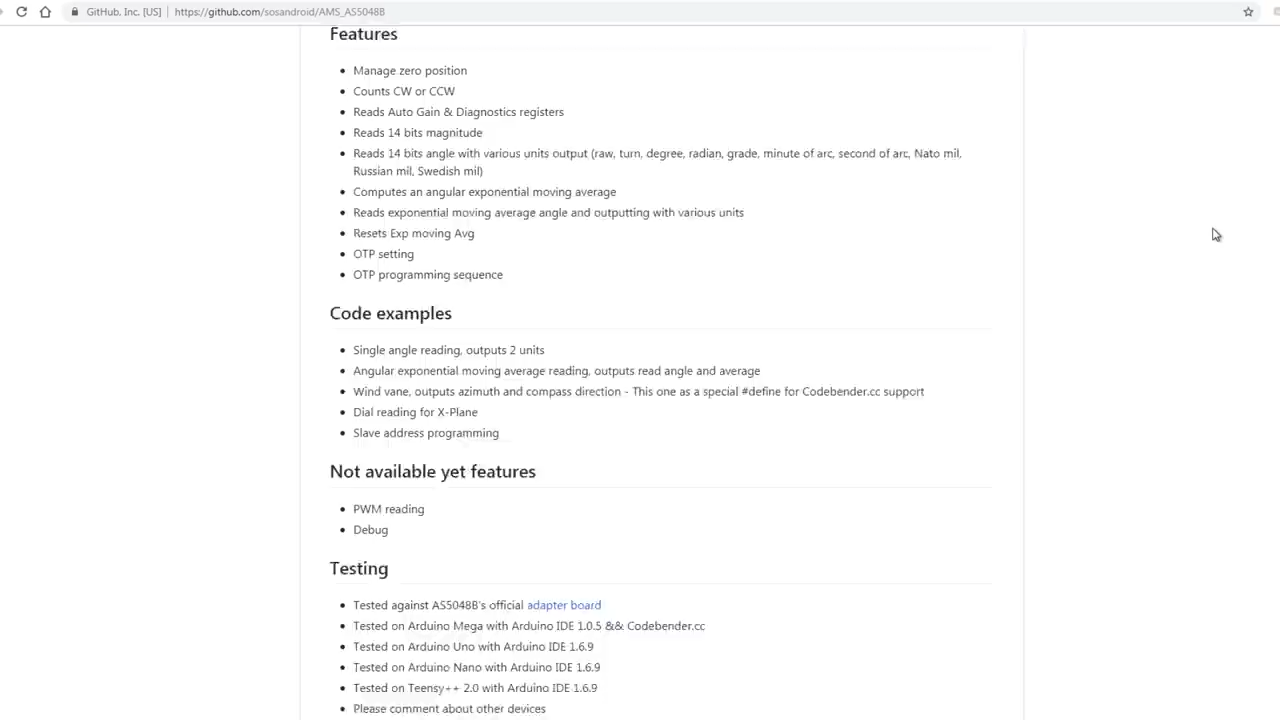 GitHub, Inc. [US] | https://github.com/sosandroid/AMS_AS5048B
Features
Manage zero position
Counts CW or CCW
Reads Auto Gain & Diagnostics registers
Reads 14 bits magnitude
Reads 14 bits angle with various units output (raw, turn, degree, radian, grade, minute of arc, second of arc, Nato mil,
Russian mil, Swedish mil)
Computes an angular exponential moving average
Reads exponential moving average angle and outputting with various units
Resets Exp moving Avg
OTP setting
OTP programming sequence
Code examples
Single angle reading, outputs 2 units
Angular exponential moving average reading, outputs read angle and average
Wind vane, outputs azimuth and compass direction - This one as a special #define for Codebender.cc support
Dial reading for X-Plane
Slave address programming
Not available yet features
PWM reading
Debug
Testing
Tested against AS5048B's official adapter board
Tested on Arduino Mega with Arduino IDE 1.0.5 && Codebender.cc
Tested on Arduino Uno with Arduino IDE 1.6.9
Tested on Arduino Nano with Arduino IDE 1.6.9
Tested on Teensy++ 2.0 with Arduino IDE 1.6.9
Please comment about other devices